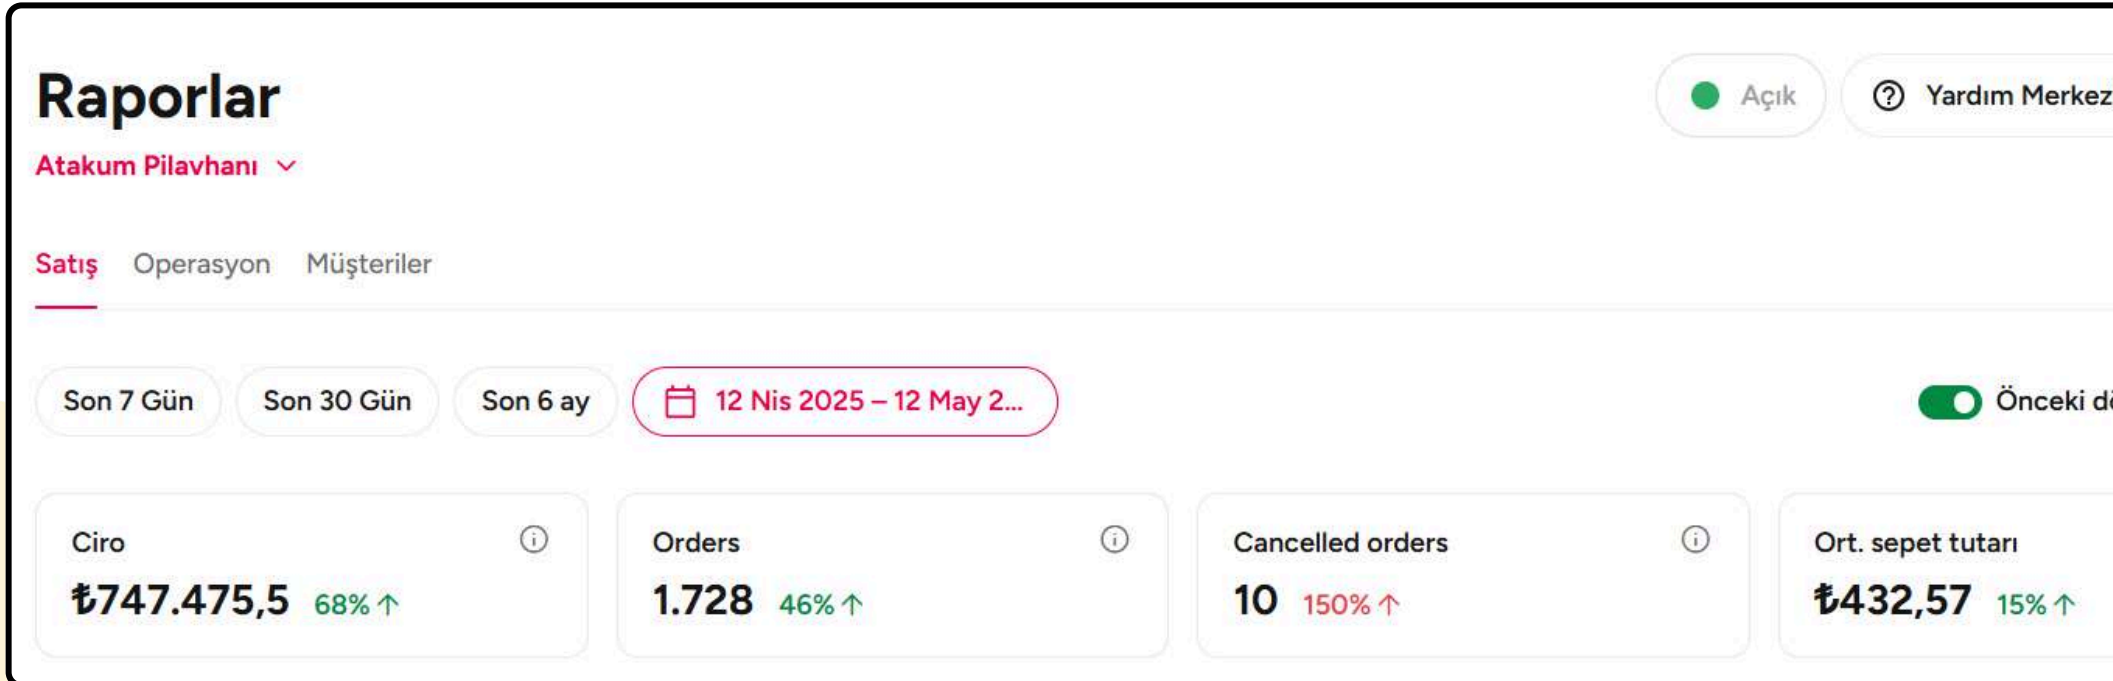 Raporlar
Açık
Yardım Merkez
Atakum Pilavhanı
Satış Operasyon Müşteriler
Son 7 Gün Son 30 Gün Son 6 ay 12 Nis 2025 – 12 May 2... Önceki dö
Ciro
₺747.475,5 68% ↑
Orders
1.728 46% ↑
Cancelled orders
10 150% ↑
Ort. sepet tutarı
₺432,57 15% ↑